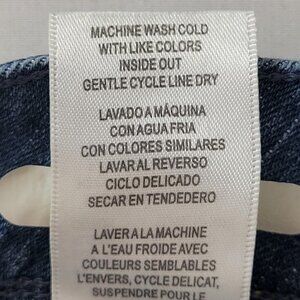 MACHINE WASH COLD
WITH LIKE COLORS
INSIDE OUT
GENTLE CYCLE LINE DRY
LAVADO A MÁQUINA
CON AGUA FRIA
CON COLORES SIMILARES
LAVAR AL REVERSO
CICLO DELICADO
SECAR EN TENDEDERO
LAVER A LA MACHINE
A L'EAU FROIDE AVEC
COULEURS SEMBLABLES
L'ENVERS, CYCLE DELICAT,
SUSPENDRE POUR LE